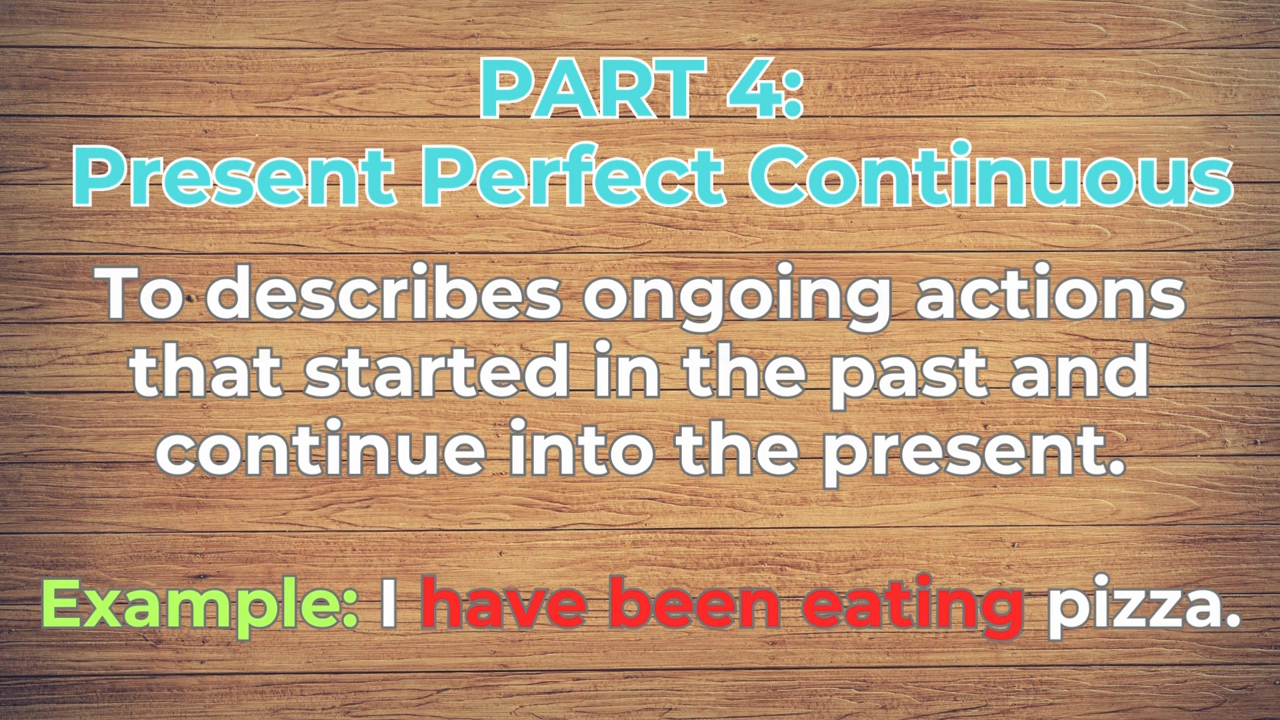 PART 4:
Present Perfect Continuous
To describes ongoing actions
that started in the past and
continue into the present.
Example: I have been eating pizza.